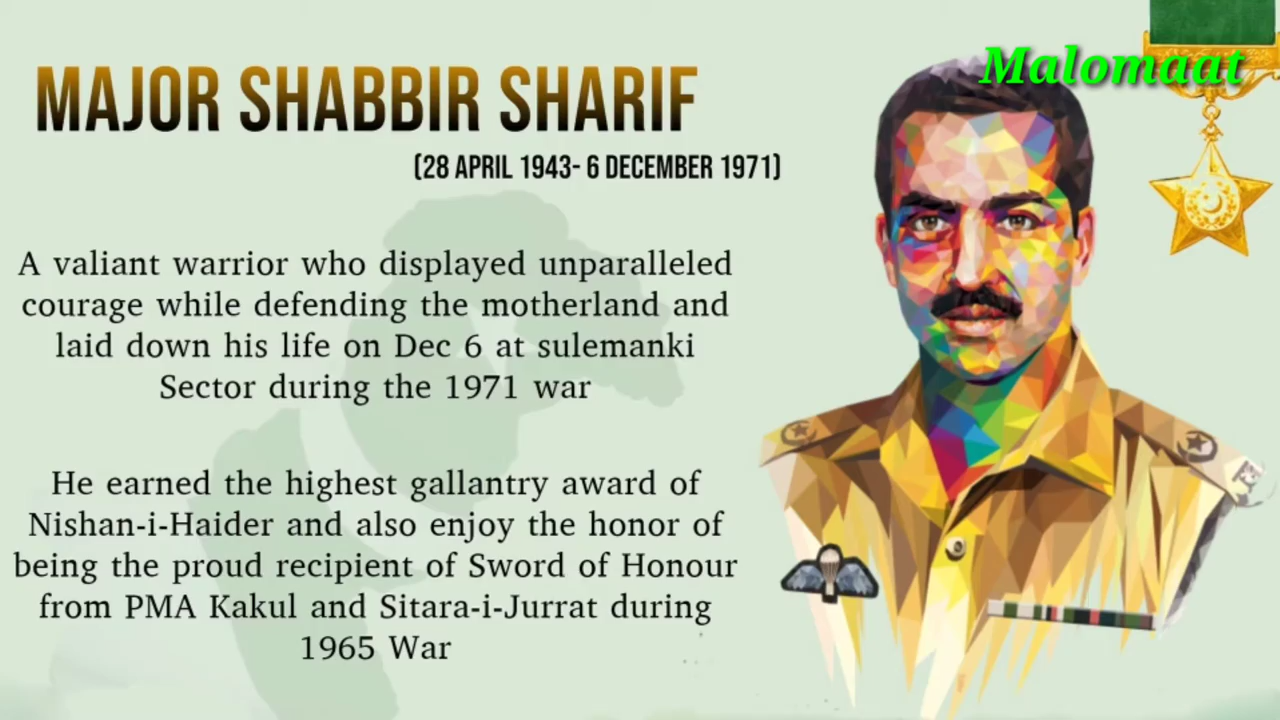 Malomaat
MAJOR SHABBIR SHARIF
(28 APRIL 1943- 6 DECEMBER 1971)
A valiant warrior who displayed unparalleled
courage while defending the motherland and
laid down his life on Dec 6 at sulemanki
Sector during the 1971 war
He earned the highest gallantry award of
Nishan-i-Haider and also enjoy the honor of
being the proud recipient of Sword of Honour
from PMA Kakul and Sitara-i-Jurrat during
1965 War